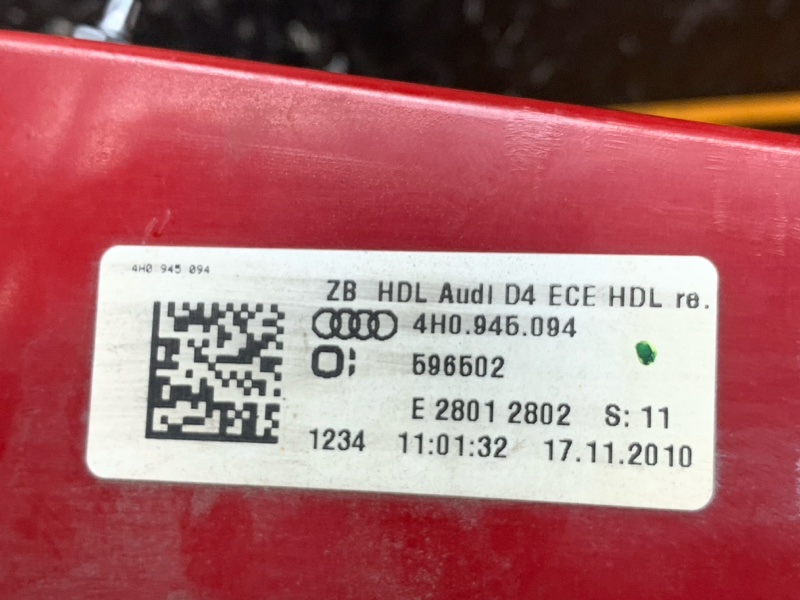 4H0 945 094
ZB HDL Audi D4 ECE HDL re.
4H0.945.094
596502
E 2801 2802 S: 11
1234 11:01:32 17.11.2010